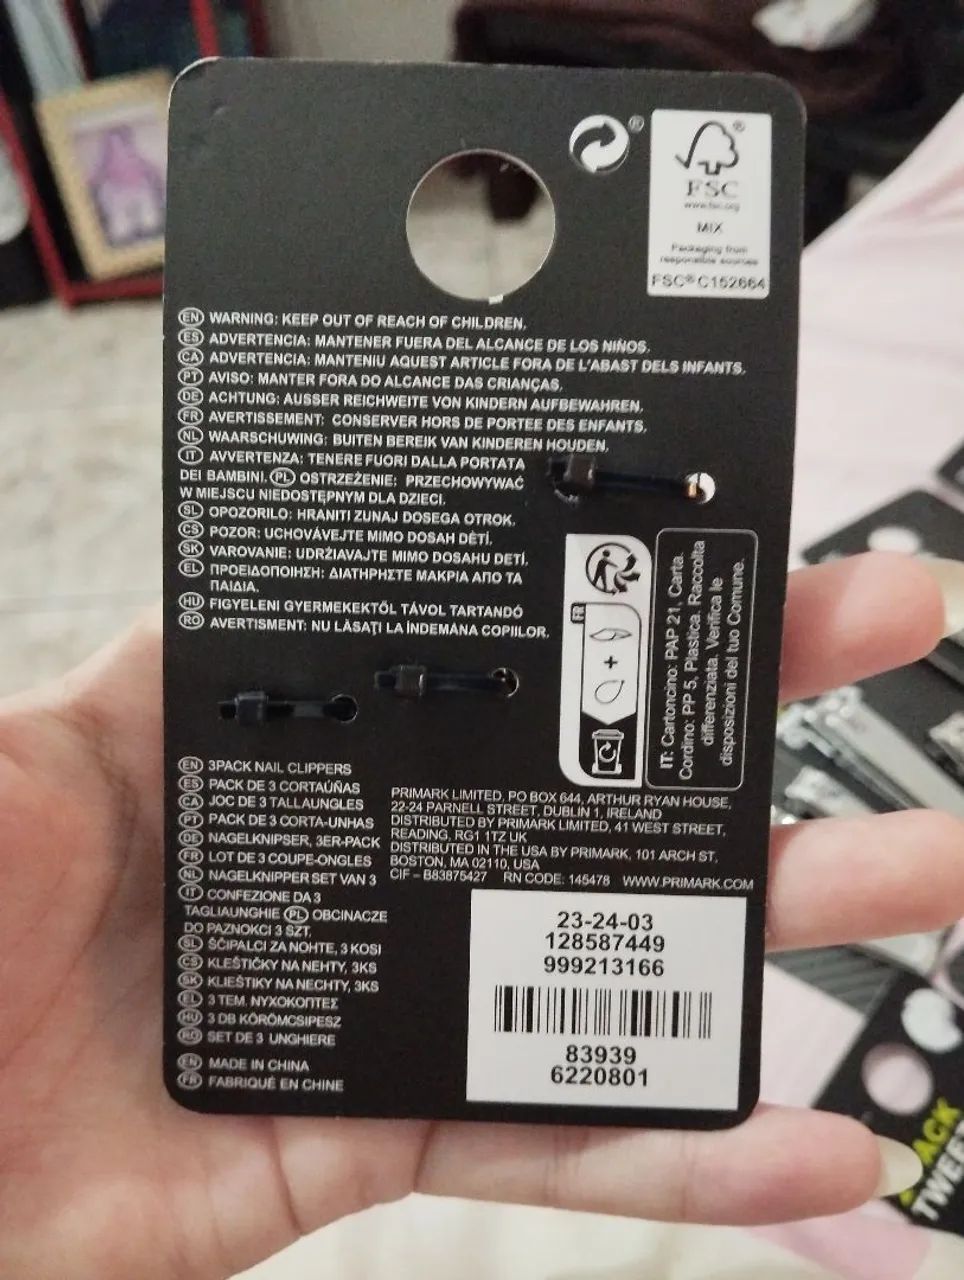 ®
®
FSC
www.fsc.org
MIX
Packaging from
responsible sources
FSC® C152664
EN WARNING: KEEP OUT OF REACH OF CHILDREN.
ES ADVERTENCIA: MANTENER FUERA DEL ALCANCE DE LOS NIÑOS.
CA ADVERTENCIA: MANTENIU AQUEST ARTICLE FORA DE L'ABAST DELS INFANTS.
PT AVISO: MANTER FORA DO ALCANCE DAS CRIANÇAS.
DE ACHTUNG: AUSSER REICHWEITE VON KINDERN AUFBEWAHREN.
FR AVERTISSEMENT: CONSERVER HORS DE PORTEE DES ENFANTS.
NL WAARSCHUWING: BUITEN BEREIK VAN KINDEREN HOUDEN.
IT AVVERTENZA: TENERE FUORI DALLA PORTATA
DEI BAMBINI. PL OSTRZEŻENIE: PRZECHOWYWAĆ
W MIEJSCU NIEDOSTĘPNYM DLA DZIECI.
SL OPOZORILO: HRANITI ZUNAJ DOSEGA OTROK.
CS POZOR: UCHOVÁVEJTE MIMO DOSAH DĚTÍ.
SK VAROVANIE: UDRŽIAVAJTE MIMO DOSAHU DETÍ.
EL ΠΡΟΕΙΔΟΠΟΙΗΣΗ: ΔΙΑΤΗΡΗΣΤΕ ΜΑΚΡΙΑ ΑΠΟ ΤΑ
ΠΑΙΔΙΑ.
HU FIGYELENI GYERMEKEKTŐL TÁVOL TARTANDÓ
RO AVERTISMENT: NU LĂSAŢI LA ÎNDEMÂNA COPIILOR.
FR
+
IT: Cartoncino: PAP 21, Carta.
Cordino: PP 5, Plastica. Raccolta
differenziata. Verifica le
disposizioni del tuo Comune.
EN 3PACK NAIL CLIPPERS
ES PACK DE 3 CORTAÚÑAS
CA JOC DE 3 TALLAUNGLES
PT PACK DE 3 CORTA-UNHAS
DE NAGELKNIPSER, 3ER-PACK
FR LOT DE 3 COUPE-ONGLES
NL NAGELKNIPPERSET VAN 3
IT CONFEZIONE DA 3
TAGLIAUNGHIE PL OBCINACZE
DO PAZNOKCI 3 SZT.
SL ŠČIPALCI ZA NOHTE, 3 KOSI
CS KLEŠTIČKY NA NEHTY, 3KS
SK KLIEŠTIKY NA NECHTY, 3KS
EL 3 ΤΕΜ. ΝΥΧΟΚΟΠΤΕΣ
HU 3 DB KÖRÖMCSIPESZ
RO SET DE 3 UNGHIERE
EN MADE IN CHINA
FR FABRIQUÉ EN CHINE
PRIMARK LIMITED, PO BOX 644, ARTHUR RYAN HOUSE,
22-24 PARNELL STREET, DUBLIN 1, IRELAND
DISTRIBUTED BY PRIMARK LIMITED, 41 WEST STREET,
READING, RG1 1TZ UK
DISTRIBUTED IN THE USA BY PRIMARK, 101 ARCH ST,
BOSTON, MA 02110, USA
CIF – B83875427 RN CODE: 145478 WWW.PRIMARK.COM
23-24-03
128587449
999213166
83939
6220801